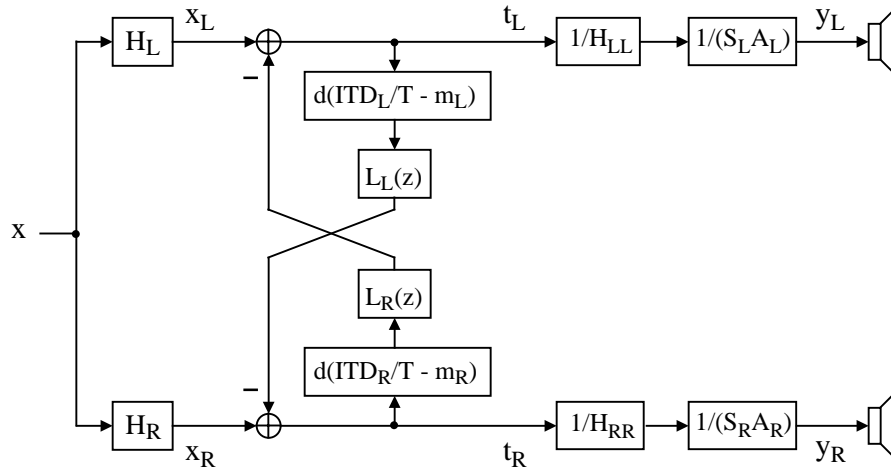 x
H_L
x_L
−
t_L
1/H_LL
1/(S_L A_L)
y_L
d(ITD_L/T - m_L)
L_L(z)
L_R(z)
d(ITD_R/T - m_R)
H_R
x_R
−
t_R
1/H_RR
1/(S_R A_R)
y_R